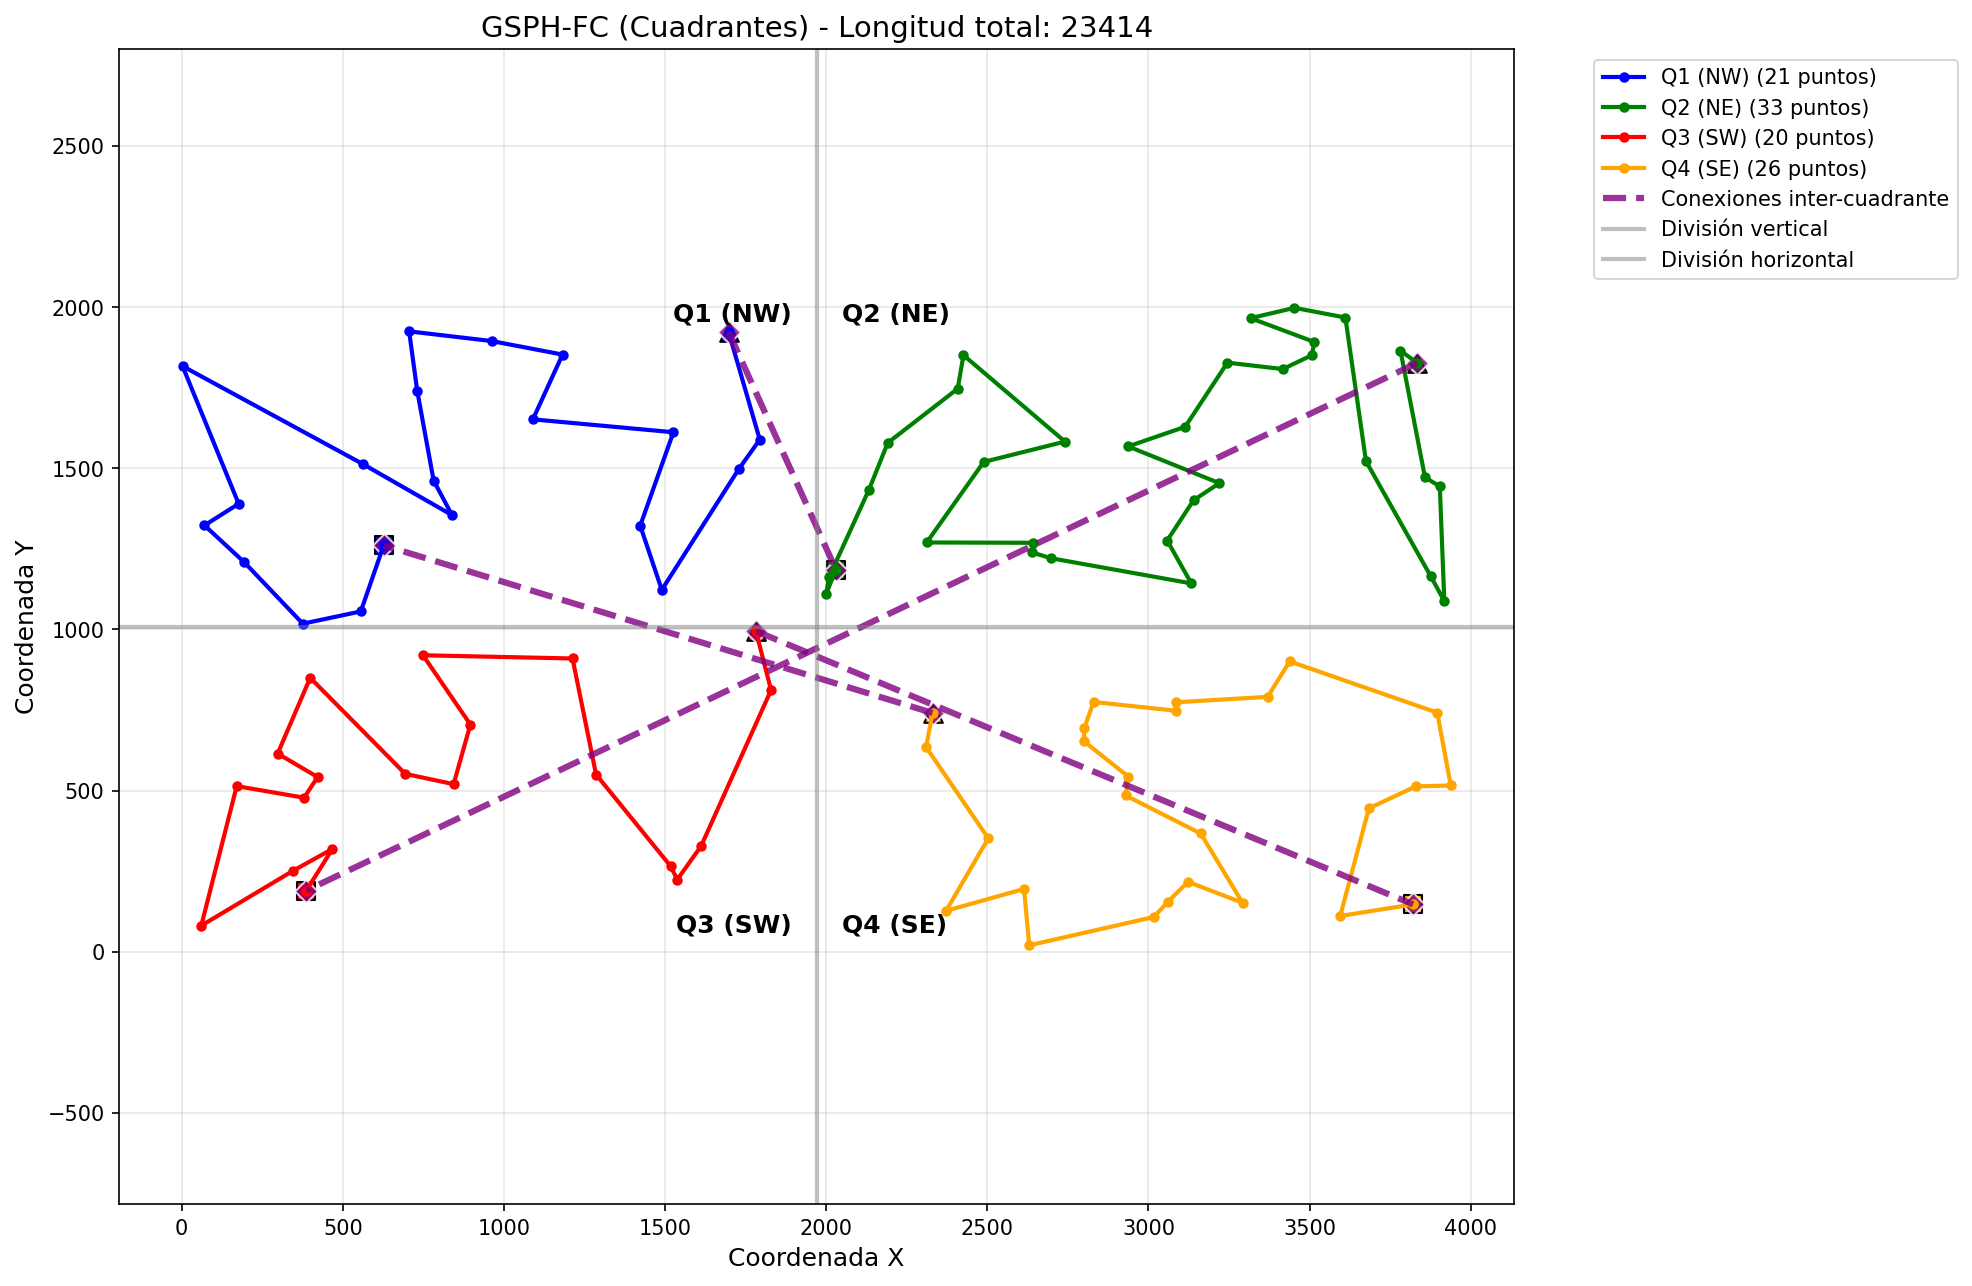 GSPH-FC (Cuadrantes) - Longitud total: 23414
Q1 (NW) (21 puntos)
Q2 (NE) (33 puntos)
Q3 (SW) (20 puntos)
Q4 (SE) (26 puntos)
Conexiones inter-cuadrante
División vertical
División horizontal
Q1 (NW)
Q2 (NE)
Q3 (SW)
Q4 (SE)
Coordenada Y
2500
2000
1500
1000
500
0
−500
0
500
1000
1500
2000
2500
3000
3500
4000
Coordenada X